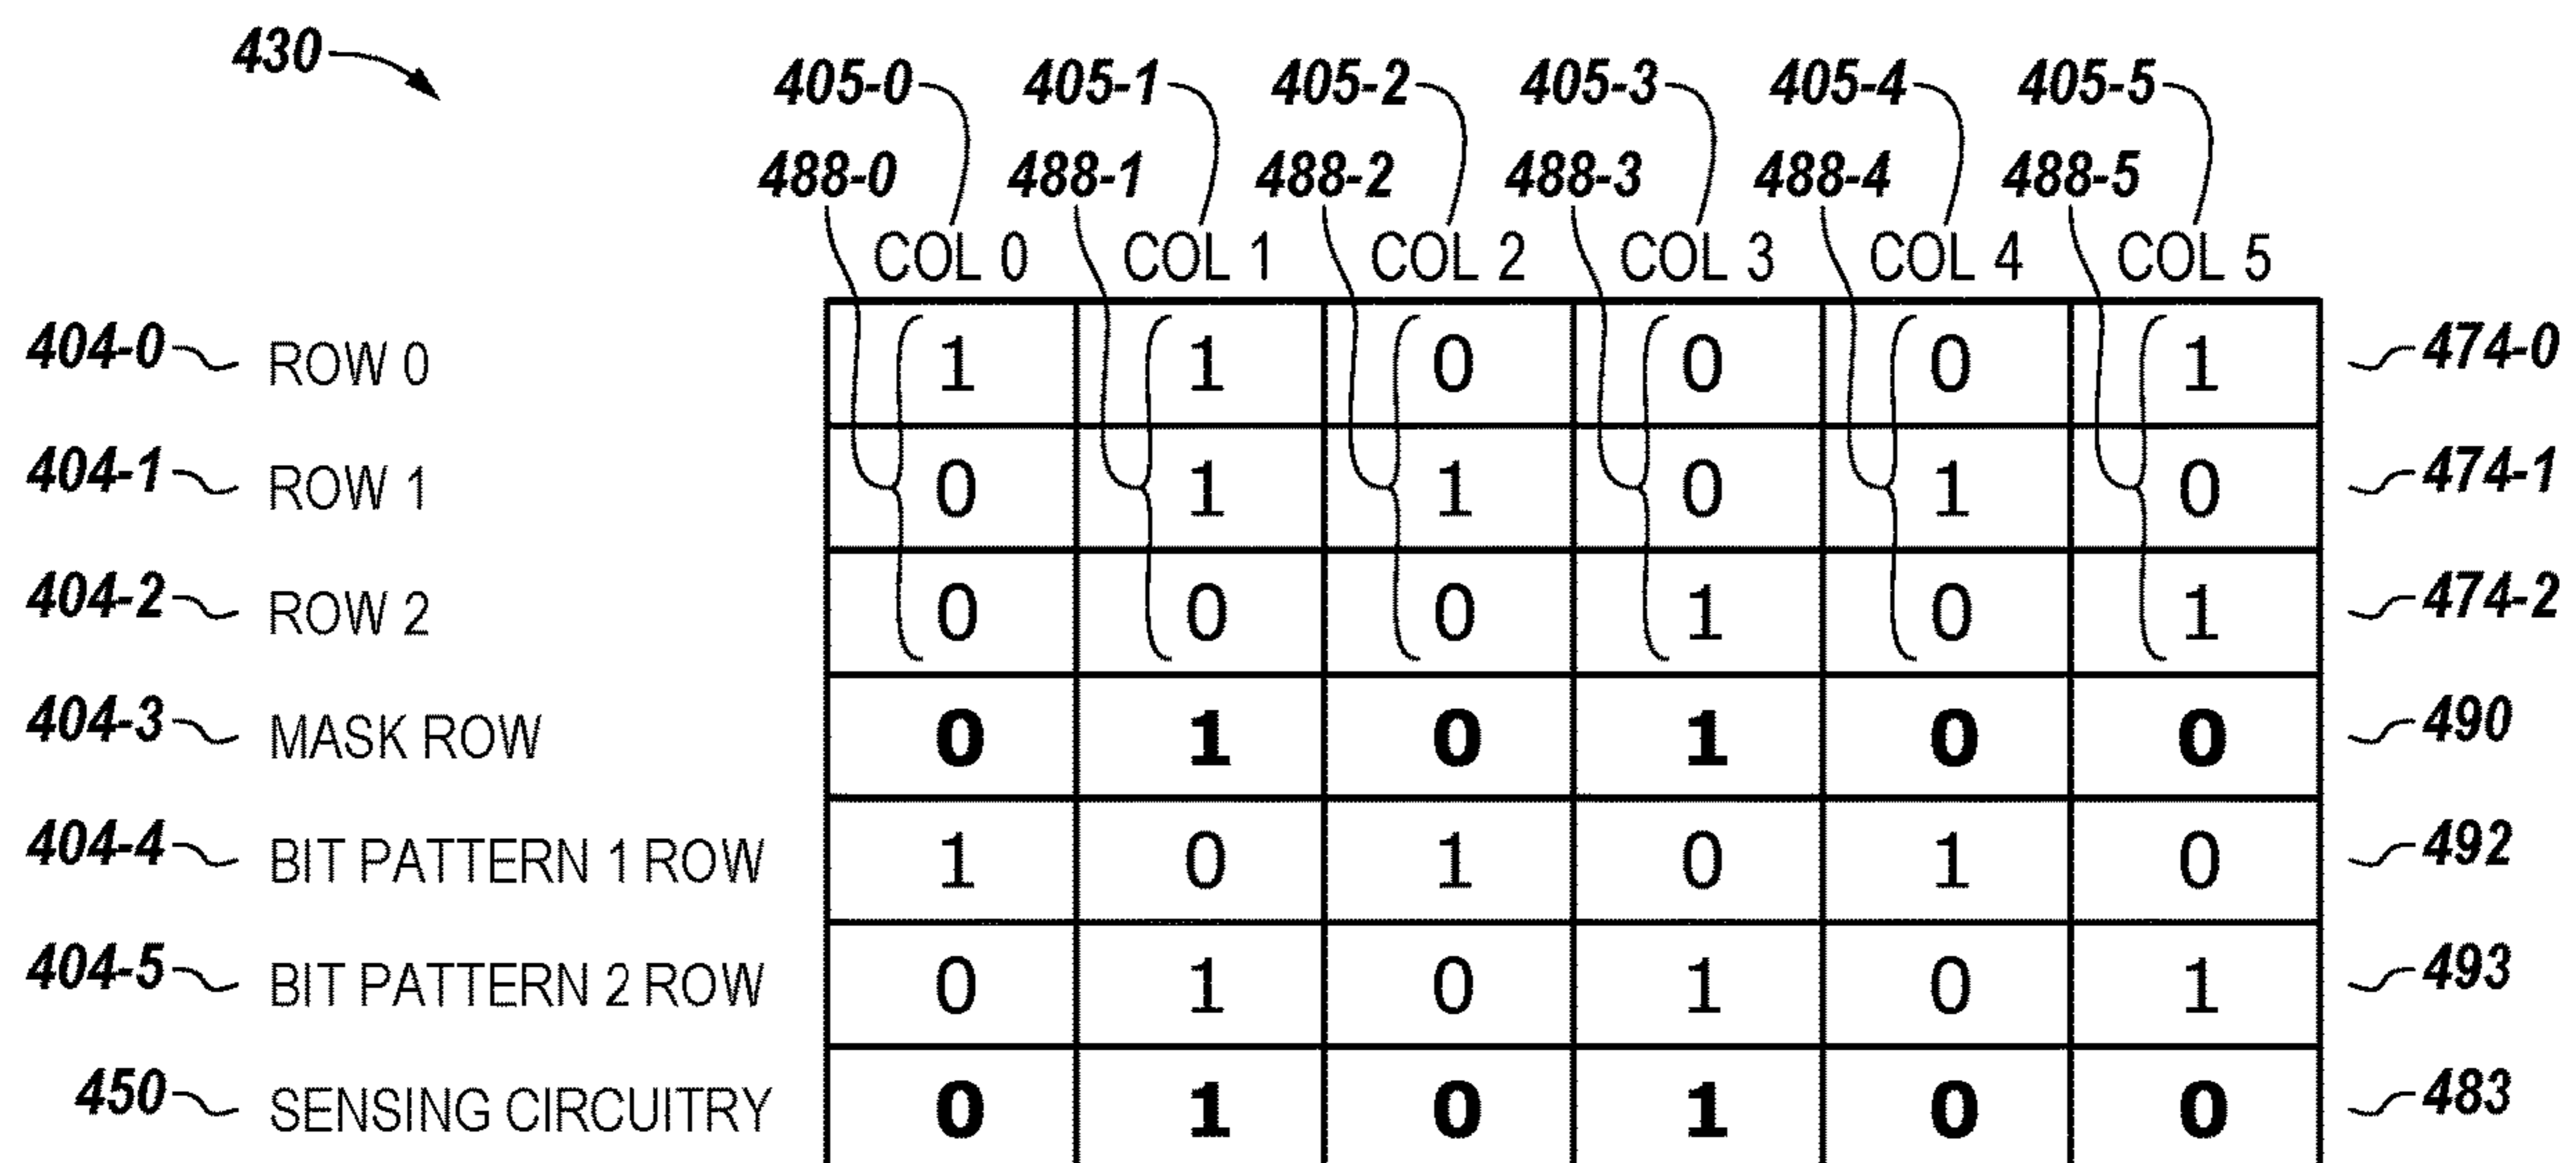 430
405-0 405-1 405-2 405-3 405-4 405-5
488-0 488-1 488-2 488-3 488-4 488-5
COL 0 COL 1 COL 2 COL 3 COL 4 COL 5
404-0 ROW 0 1 1 0 0 0 1 474-0
404-1 ROW 1 0 1 1 0 1 0 474-1
404-2 ROW 2 0 0 0 1 0 1 474-2
404-3 MASK ROW 0 1 0 1 0 0 490
404-4 BIT PATTERN 1 ROW 1 0 1 0 1 0 492
404-5 BIT PATTERN 2 ROW 0 1 0 1 0 1 493
450 SENSING CIRCUITRY 0 1 0 1 0 0 483